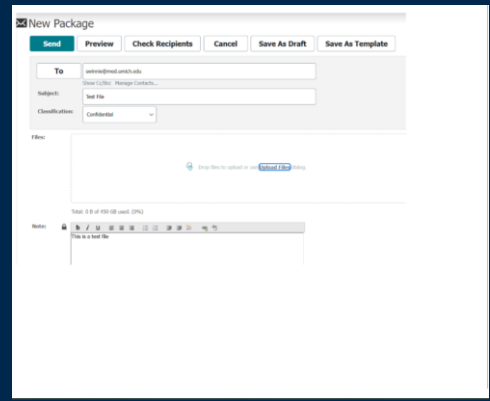 New Package
Send Preview Check Recipients Cancel Save As Draft Save As Template
To swinnie@med.umich.edu
Show Cc/Bcc Manage Contacts...
Subject: Test File
Classification: Confidential
Files:
Drop files to upload or use Upload Files dialog.
Total: 0 B of 450 GB used. (0%)
Note: B I U
This is a test file